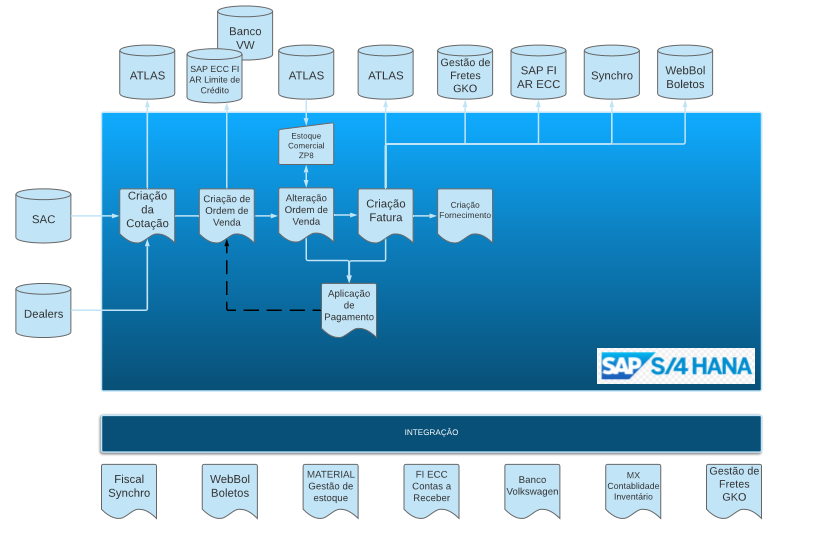 Banco
VW
ATLAS
SAP ECC FI
AR Limite de
Crédito
ATLAS
ATLAS
Gestão de
Fretes
GKO
SAP FI
AR ECC
Synchro
WebBol
Boletos
Estoque
Comercial
ZP8
SAC
Criação
da
Cotação
Criação de
Ordem de
Venda
Alteração
Ordem de
Venda
Criação
Fatura
Criação
Fornecimento
Dealers
Aplicação
de
Pagamento
SAP S/4 HANA
INTEGRAÇÃO
Fiscal
Synchro
WebBol
Boletos
MATERIAL
Gestão de
estoque
FI ECC
Contas a
Receber
Banco
Volkswagen
MX
Contablidade
Inventário
Gestão de
Fretes
GKO